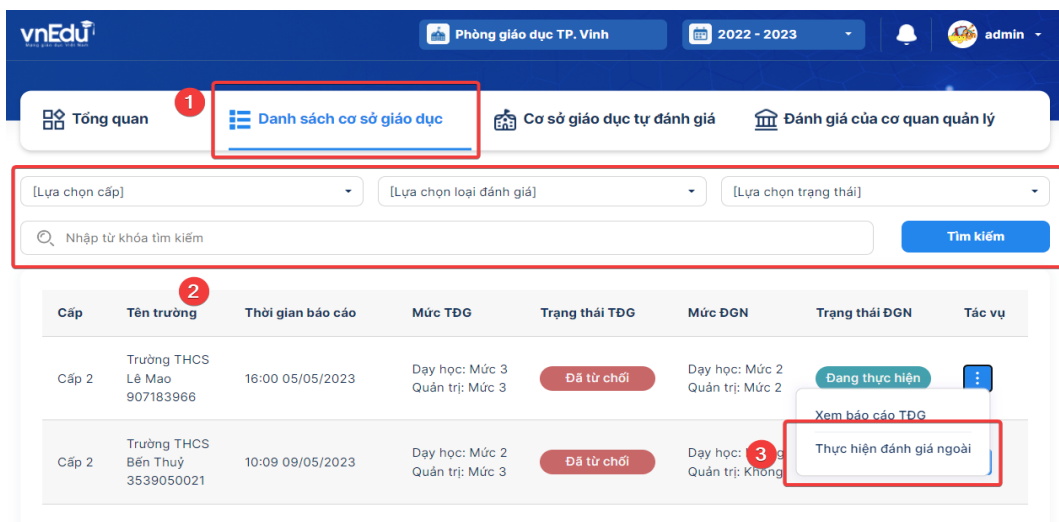 vnEdu
Mạng giáo dục Việt Nam
Phòng giáo dục TP. Vinh
2022 - 2023
admin
1
Tổng quan
Danh sách cơ sở giáo dục
Cơ sở giáo dục tự đánh giá
Đánh giá của cơ quan quản lý
[Lựa chọn cấp]
[Lựa chọn loại đánh giá]
[Lựa chọn trạng thái]
Nhập từ khóa tìm kiếm
Tìm kiếm
2
Cấp
Tên trường
Thời gian báo cáo
Mức TĐG
Trạng thái TĐG
Mức ĐGN
Trạng thái ĐGN
Tác vụ
Cấp 2
Trường THCS
Lê Mao
907183966
16:00 05/05/2023
Dạy học: Mức 3
Quản trị: Mức 3
Đã từ chối
Dạy học: Mức 2
Quản trị: Mức 2
Đang thực hiện
Xem báo cáo TĐG
Thực hiện đánh giá ngoài
3
Cấp 2
Trường THCS
Bến Thuỷ
3539050021
10:09 09/05/2023
Dạy học: Mức 2
Quản trị: Mức 3
Đã từ chối
Dạy học:
Quản trị: Không